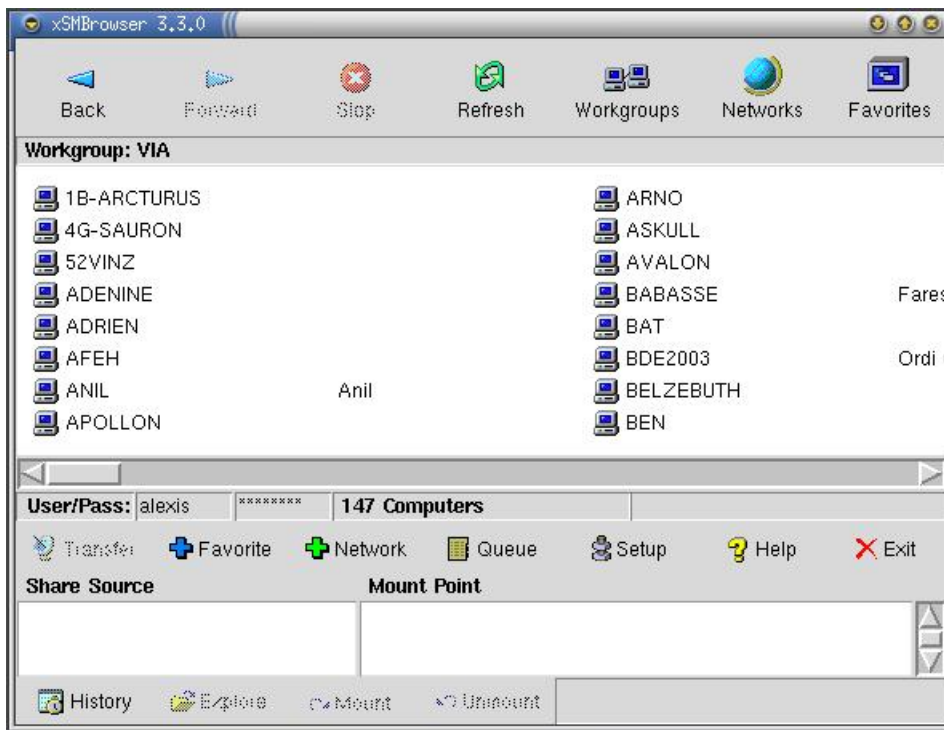 xSMBrowser 3.3.0
Back Forward Stop Refresh Workgroups Networks Favorites
Workgroup: VIA
1B-ARCTURUS ARNO
4G-SAURON ASKULL
52VINZ AVALON
ADENINE BABASSE Fares
ADRIEN BAT
AFEH BDE2003 Ordi
ANIL Anil BELZEBUTH
APOLLON BEN
User/Pass: alexis ******** 147 Computers
Transfer Favorite Network Queue Setup Help Exit
Share Source Mount Point
History Explore Mount Unmount